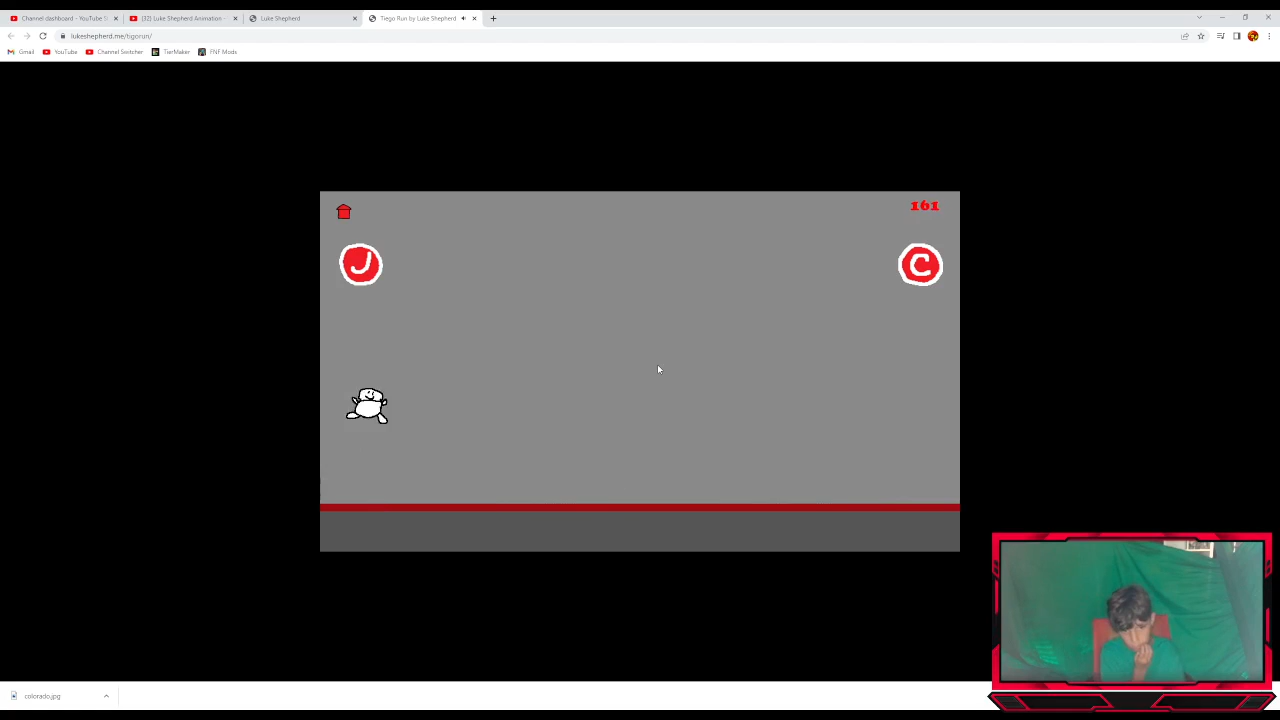 Channel dashboard - YouTube St
(32) Luke Shepherd Animation -
Luke Shepherd
Tiego Run by Luke Shepherd
lukeshepherd.me/tigorun/
Gmail
YouTube
Channel Switcher
TierMaker
FNF Mods
161
J
C
colorado.jpg